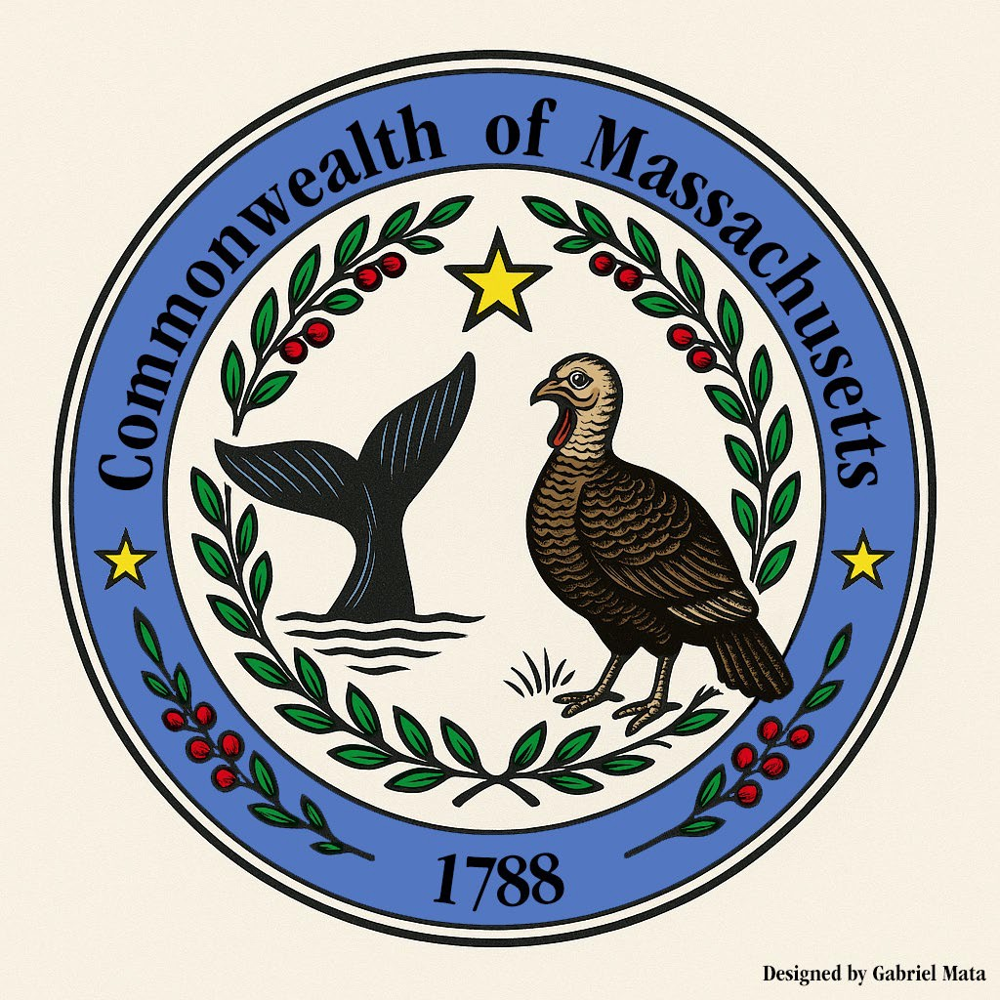 Commonwealth of Massachusetts
1788
Designed by Gabriel Mata